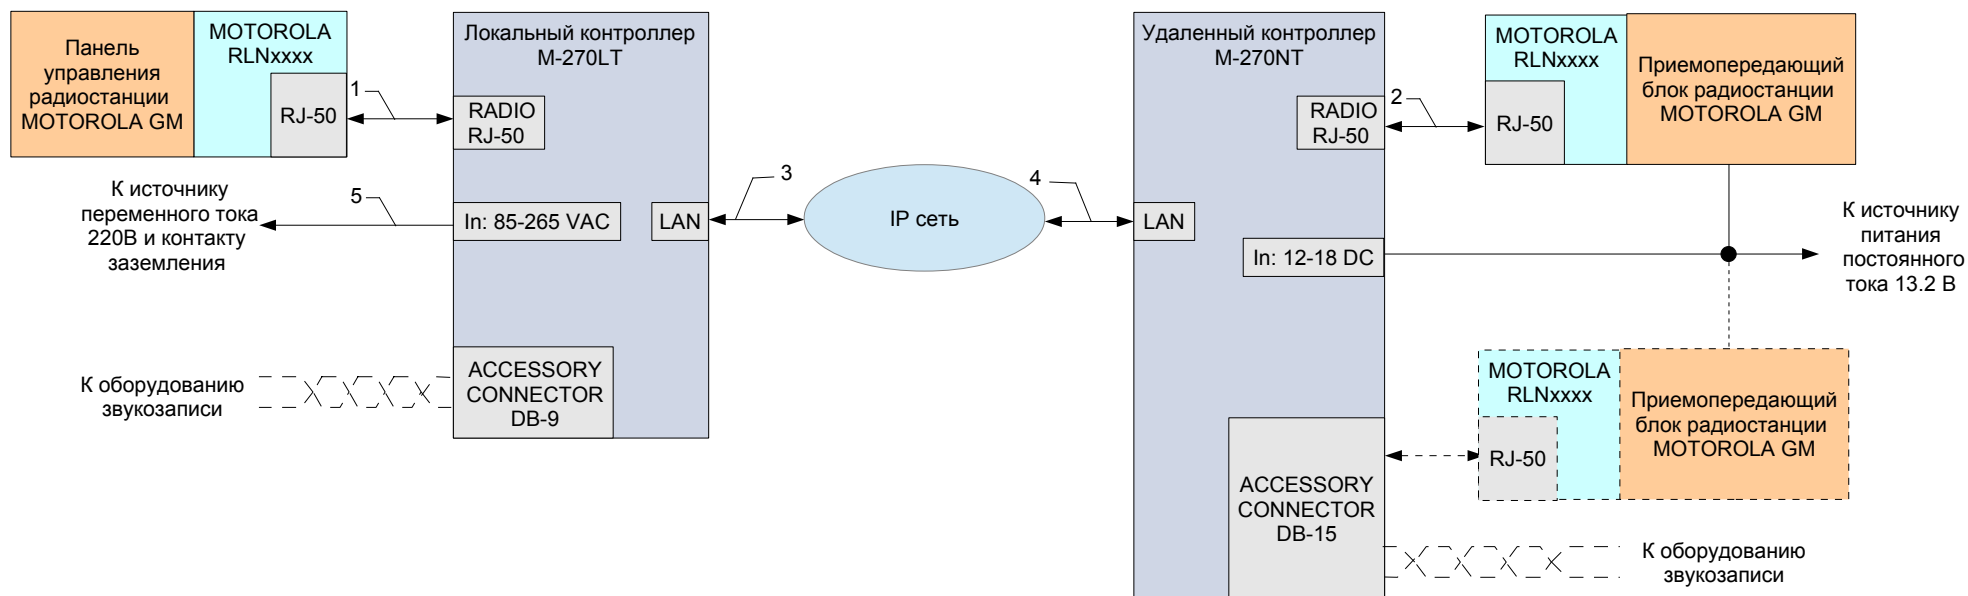 Панель
управления
радиостанции
MOTOROLA GM
MOTOROLA
RLNxxxx
RJ-50
1
Локальный контроллер
M-270LT
RADIO
RJ-50
К источнику
переменного тока
220В и контакту
заземления
5
In: 85-265 VAC
LAN
3
IP сеть
4
К оборудованию
звукозаписи
ACCESSORY
CONNECTOR
DB-9
Удаленный контроллер
M-270NT
RADIO
RJ-50
2
MOTOROLA
RLNxxxx
RJ-50
Приемопередающий
блок радиостанции
MOTOROLA GM
LAN
In: 12-18 DC
К источнику
питания
постоянного
тока 13.2 В
MOTOROLA
RLNxxxx
RJ-50
Приемопередающий
блок радиостанции
MOTOROLA GM
ACCESSORY
CONNECTOR
DB-15
К оборудованию
звукозаписи